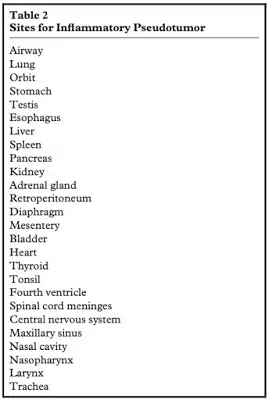 Table 2
Sites for Inflammatory Pseudotumor
Airway
Lung
Orbit
Stomach
Testis
Esophagus
Liver
Spleen
Pancreas
Kidney
Adrenal gland
Retroperitoneum
Diaphragm
Mesentery
Bladder
Heart
Thyroid
Tonsil
Fourth ventricle
Spinal cord meninges
Central nervous system
Maxillary sinus
Nasal cavity
Nasopharynx
Larynx
Trachea